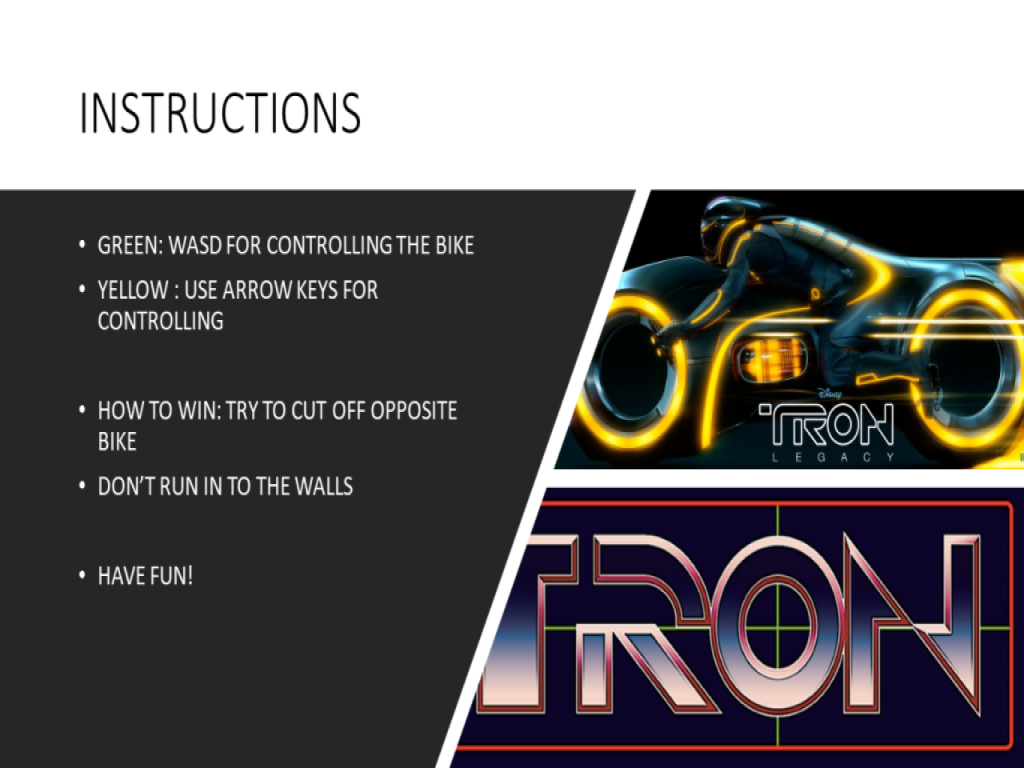 INSTRUCTIONS
• GREEN: WASD FOR CONTROLLING THE BIKE
• YELLOW : USE ARROW KEYS FOR
CONTROLLING
• HOW TO WIN: TRY TO CUT OFF OPPOSITE
BIKE
• DON'T RUN IN TO THE WALLS
• HAVE FUN!
Disney
TRON
LEGACY
TRON